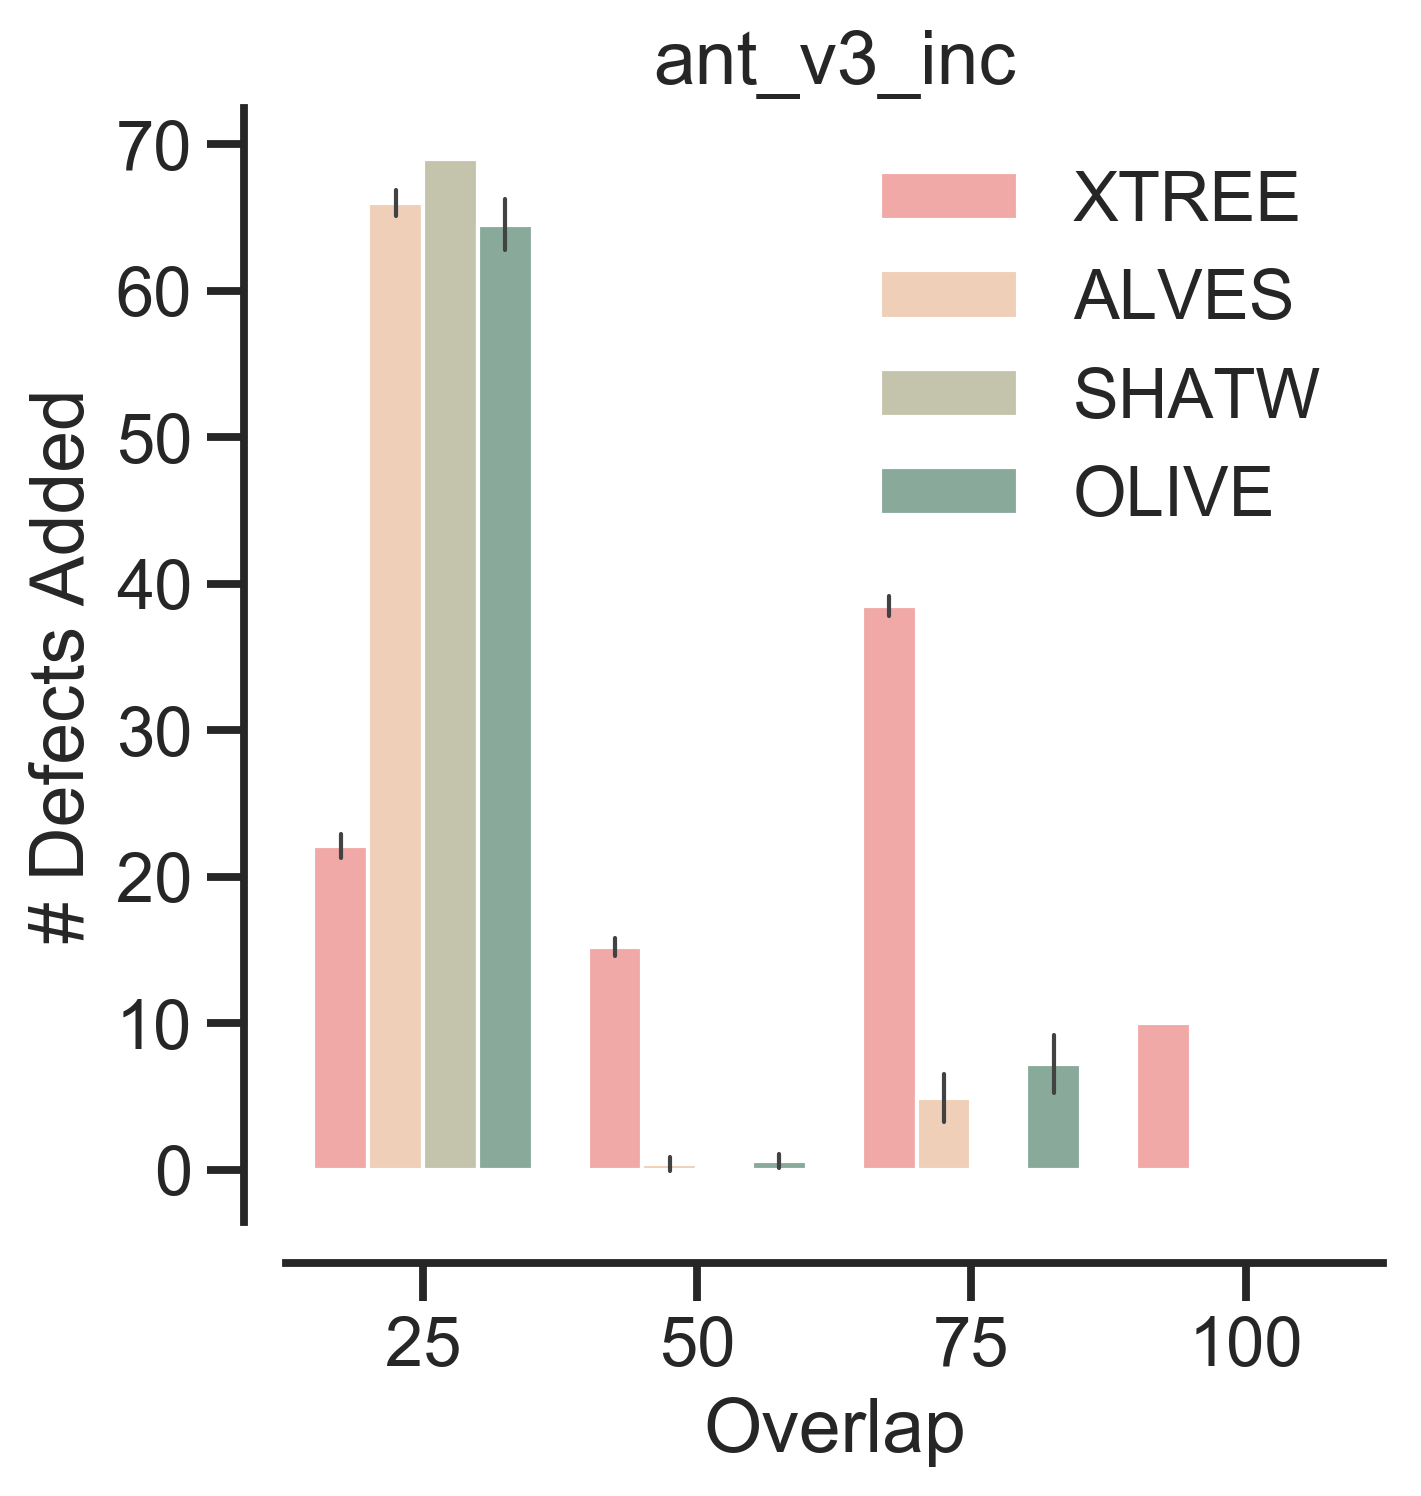 ant_v3_inc
XTREE
ALVES
SHATW
OLIVE
# Defects Added
70
60
50
40
30
20
10
0
25 50 75 100
Overlap